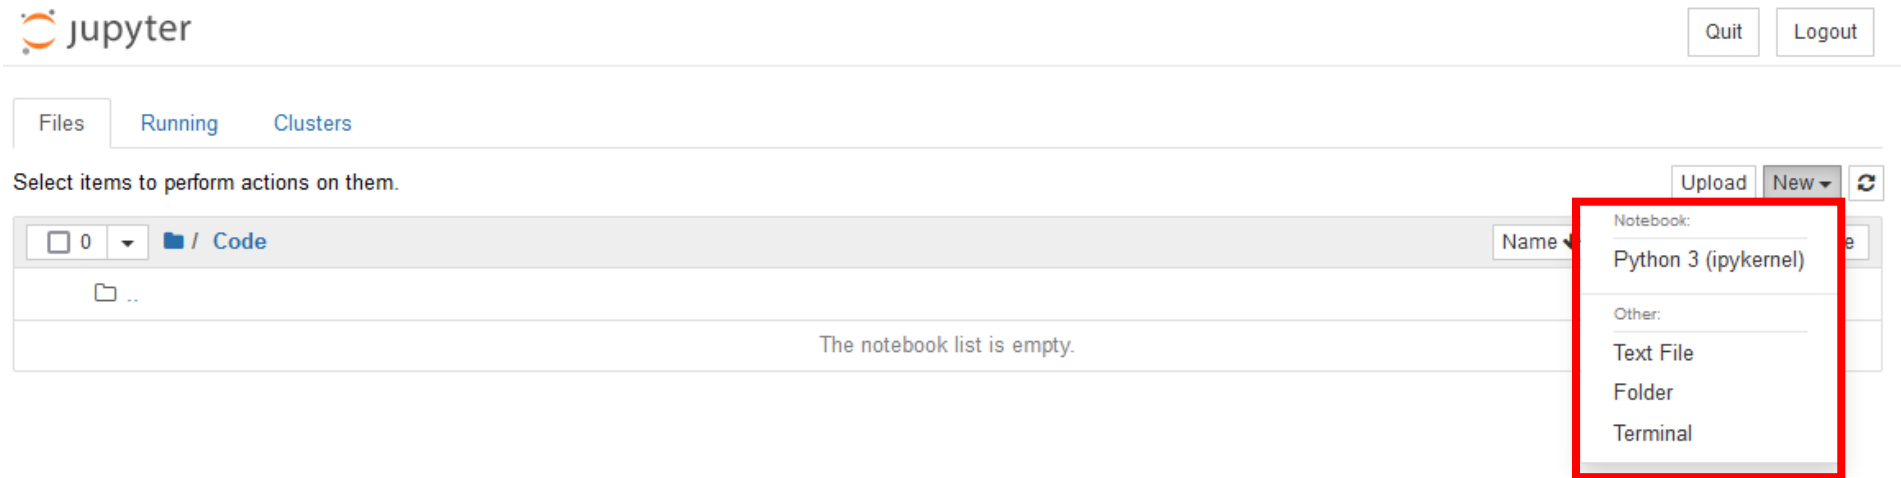 jupyter
Quit
Logout
Files
Running
Clusters
Select items to perform actions on them.
Upload
New
0
/ Code
Name
e
Notebook:
Python 3 (ipykernel)
Other:
Text File
Folder
Terminal
..
The notebook list is empty.